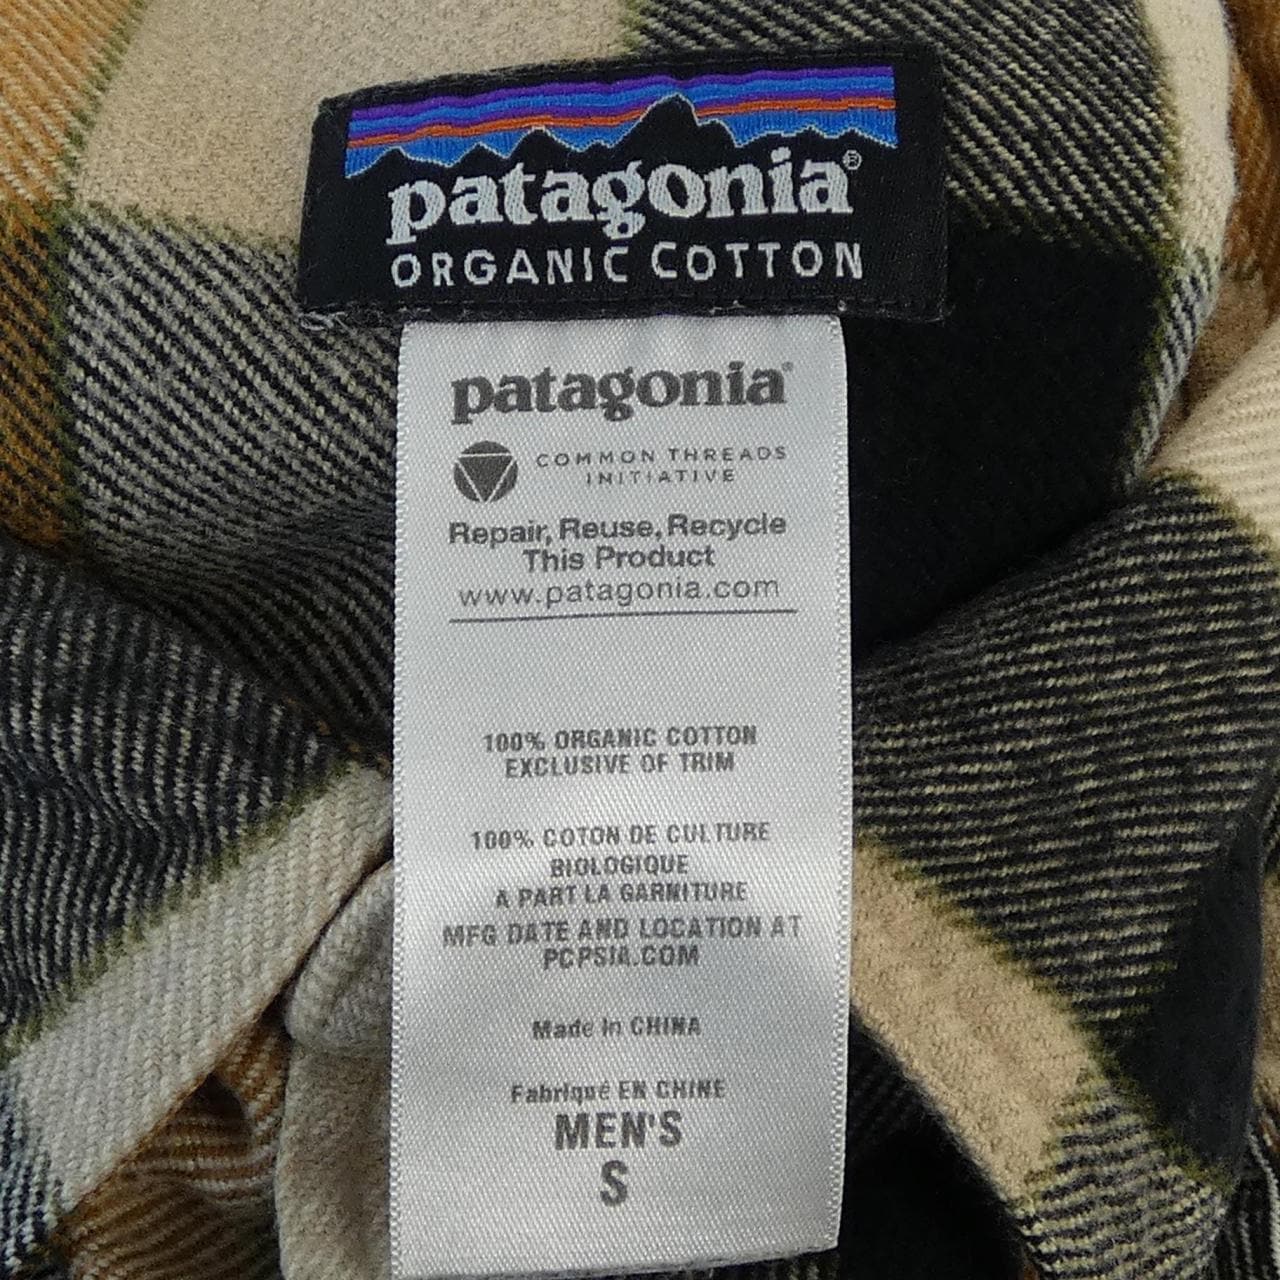 patagonia®
ORGANIC COTTON
patagonia®
COMMON THREADS
INITIATIVE
Repair, Reuse, Recycle
This Product
www.patagonia.com
100% ORGANIC COTTON
EXCLUSIVE OF TRIM
100% COTON DE CULTURE
BIOLOGIQUE
À PART LA GARNITURE
MFG DATE AND LOCATION AT
PCPSIA.COM
Made in CHINA
Fabriqué EN CHINE
MEN'S
S